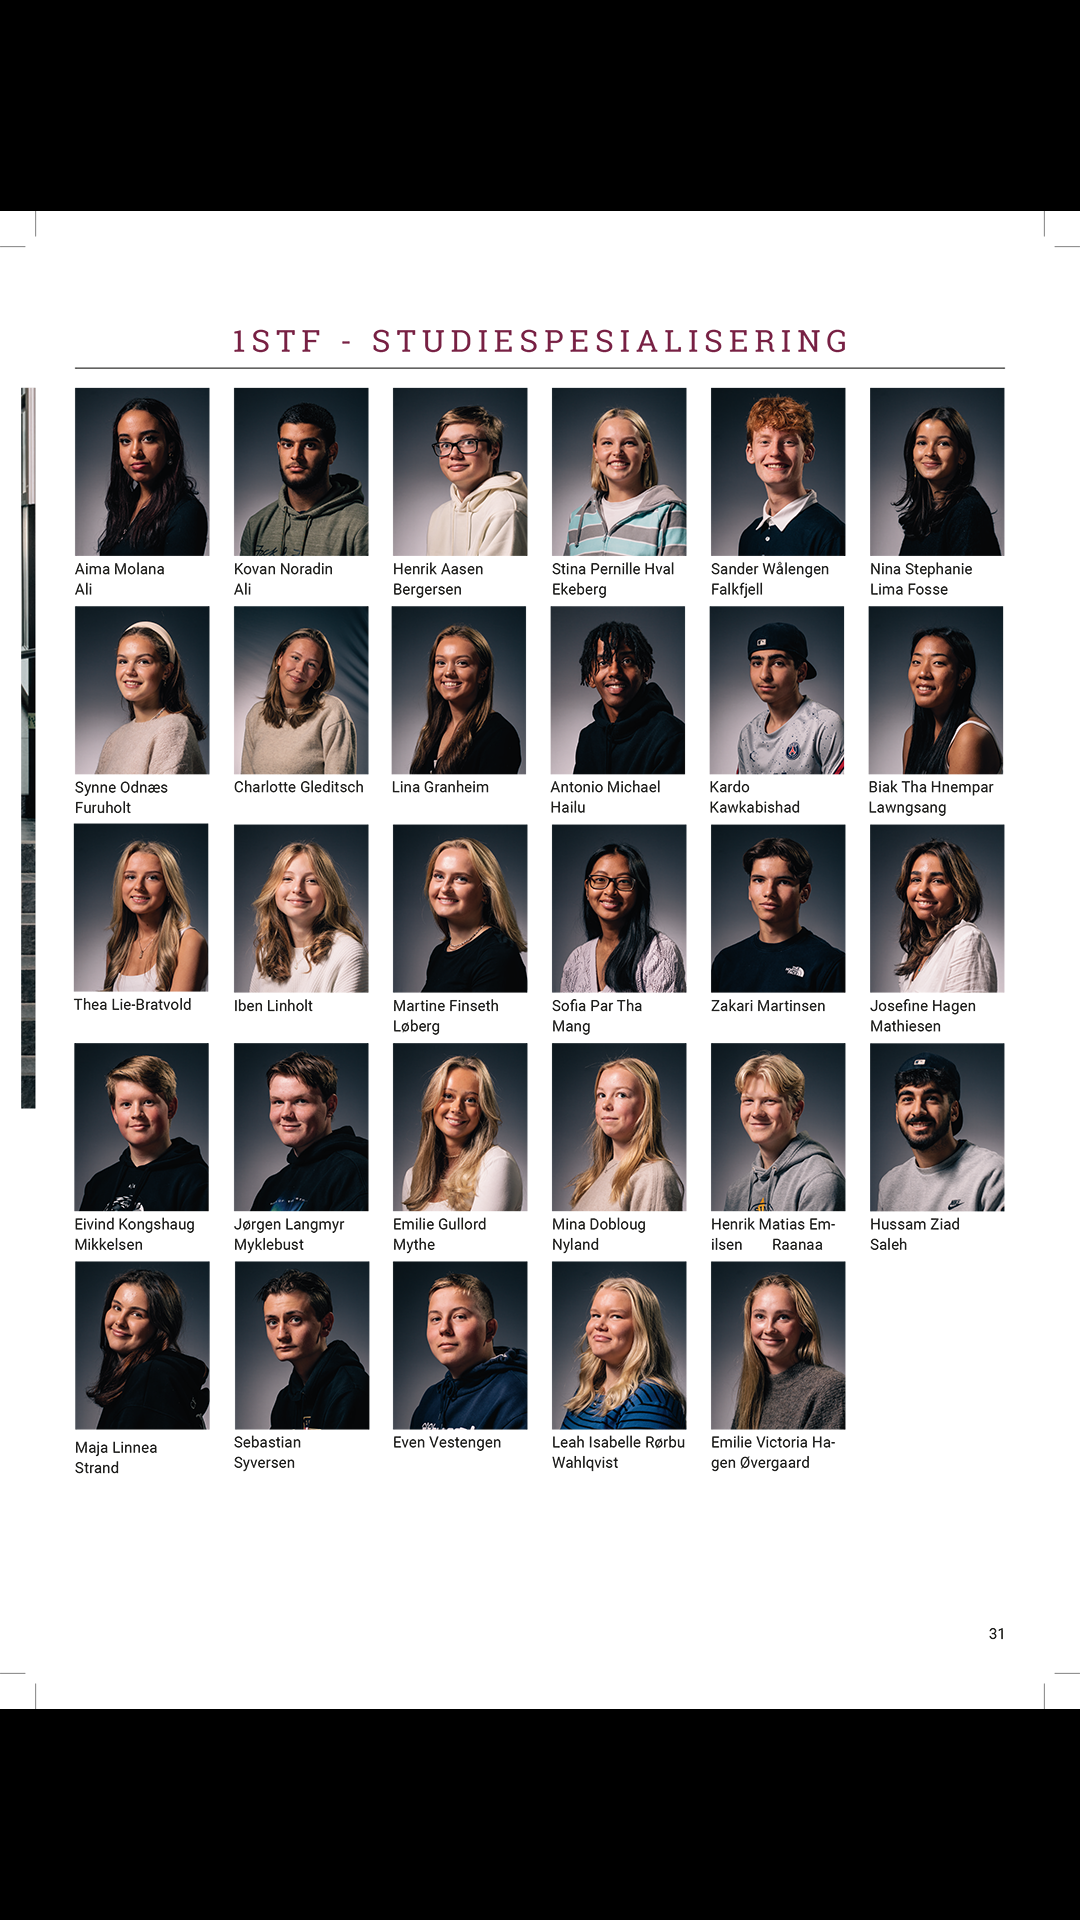 1STF - STUDIESPESIALISERING
Aima Molana
Ali
Kovan Noradin
Ali
Henrik Aasen
Bergersen
Stina Pernille Hval
Ekeberg
Sander Wålengen
Falkfjell
Nina Stephanie
Lima Fosse
Synne Odnæs
Furuholt
Charlotte Gleditsch
Lina Granheim
Antonio Michael
Hailu
Kardo
Kawkabishad
Biak Tha Hnempar
Lawngsang
Thea Lie-Bratvold
Iben Linholt
Martine Finseth
Løberg
Sofia Par Tha
Mang
Zakari Martinsen
Josefine Hagen
Mathiesen
Eivind Kongshaug
Mikkelsen
Jørgen Langmyr
Myklebust
Emilie Gullord
Mythe
Mina Dobloug
Nyland
Henrik Matias Em-
ilsen Raanaa
Hussam Ziad
Saleh
Maja Linnea
Strand
Sebastian
Syversen
Even Vestengen
Leah Isabelle Rørbu
Wahlqvist
Emilie Victoria Ha-
gen Øvergaard
31